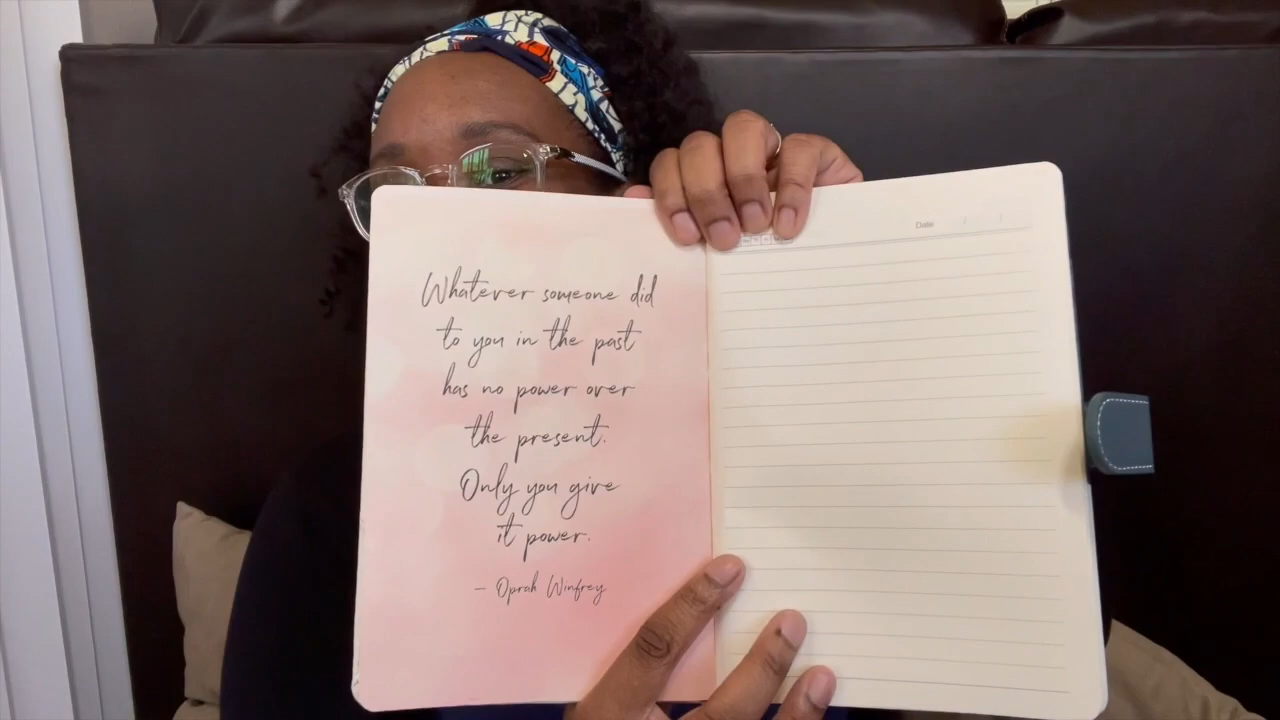 Whatever someone did
to you in the past
has no power over
the present.
Only you give
it power.
— Oprah Winfrey
Date / /